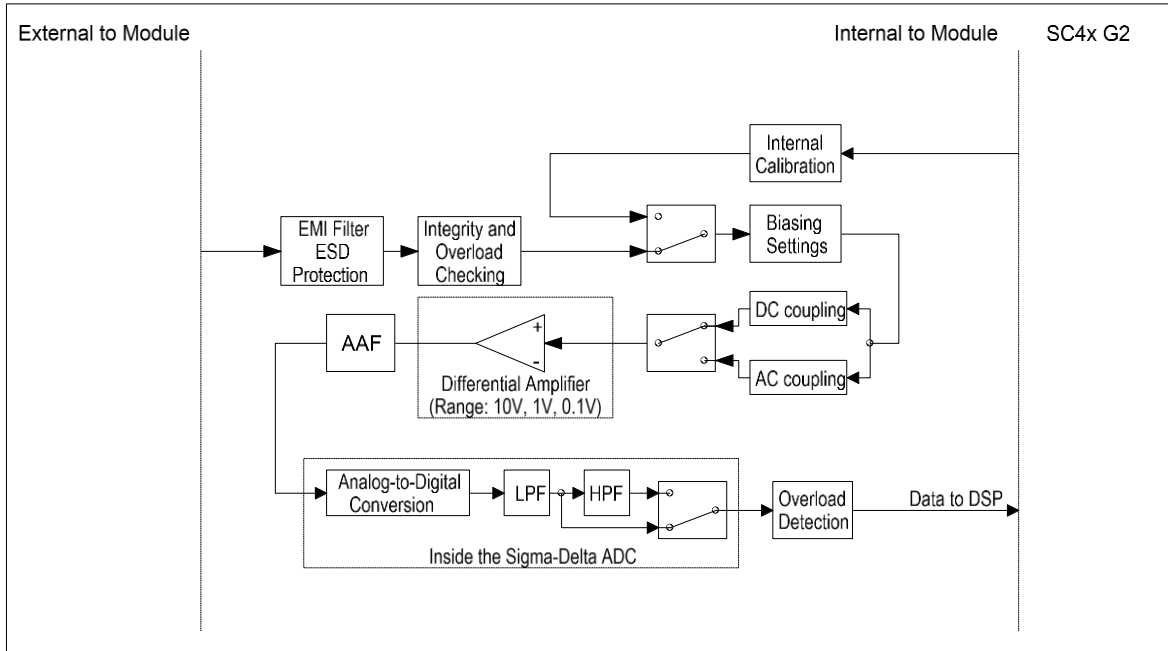 External to Module
Internal to Module
SC4x G2
Internal
Calibration
EMI Filter
ESD
Protection
Integrity and
Overload
Checking
Biasing
Settings
DC coupling
AC coupling
AAF
+
-
Differential Amplifier
(Range: 10V, 1V, 0.1V)
Analog-to-Digital
Conversion
LPF
HPF
Overload
Detection
Data to DSP
Inside the Sigma-Delta ADC